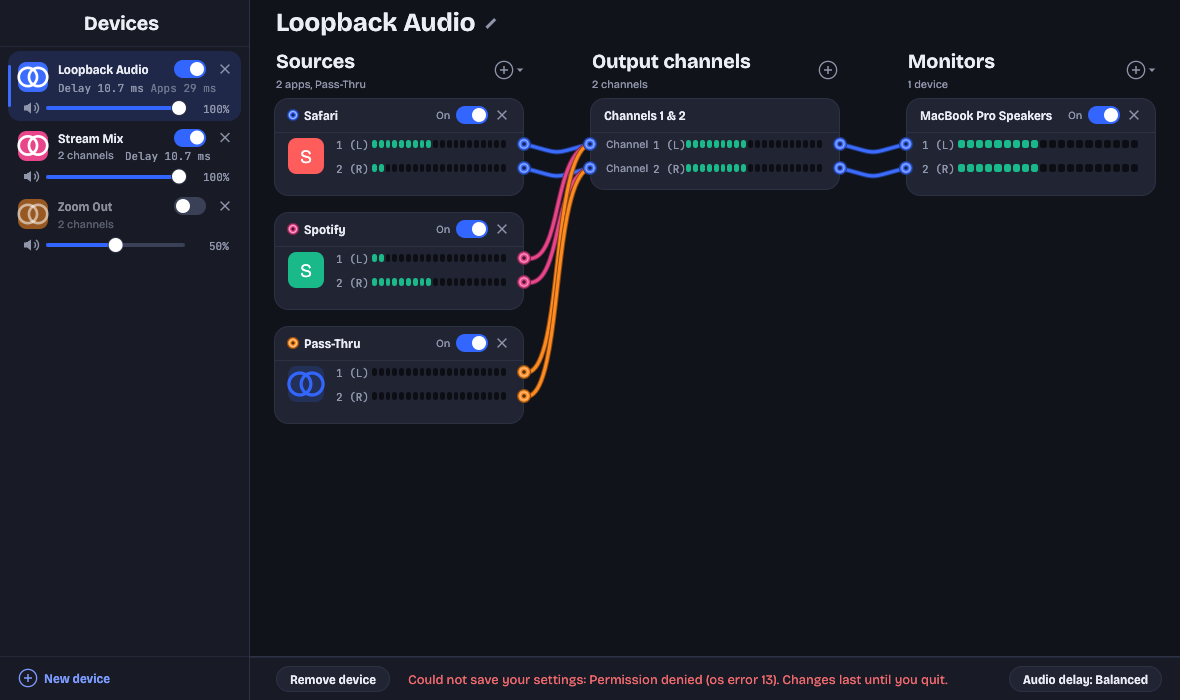 Devices
Loopback Audio
Delay 10.7 ms Apps 29 ms
100%
Stream Mix
2 channels Delay 10.7 ms
100%
Zoom Out
2 channels
50%
New device
Loopback Audio
Sources
2 apps, Pass-Thru
Safari On
S
1 (L)
2 (R)
Spotify On
S
1 (L)
2 (R)
Pass-Thru On
1 (L)
2 (R)
Output channels
2 channels
Channels 1 & 2
Channel 1 (L)
Channel 2 (R)
Monitors
1 device
MacBook Pro Speakers On
1 (L)
2 (R)
Remove device
Could not save your settings: Permission denied (os error 13). Changes last until you quit.
Audio delay: Balanced